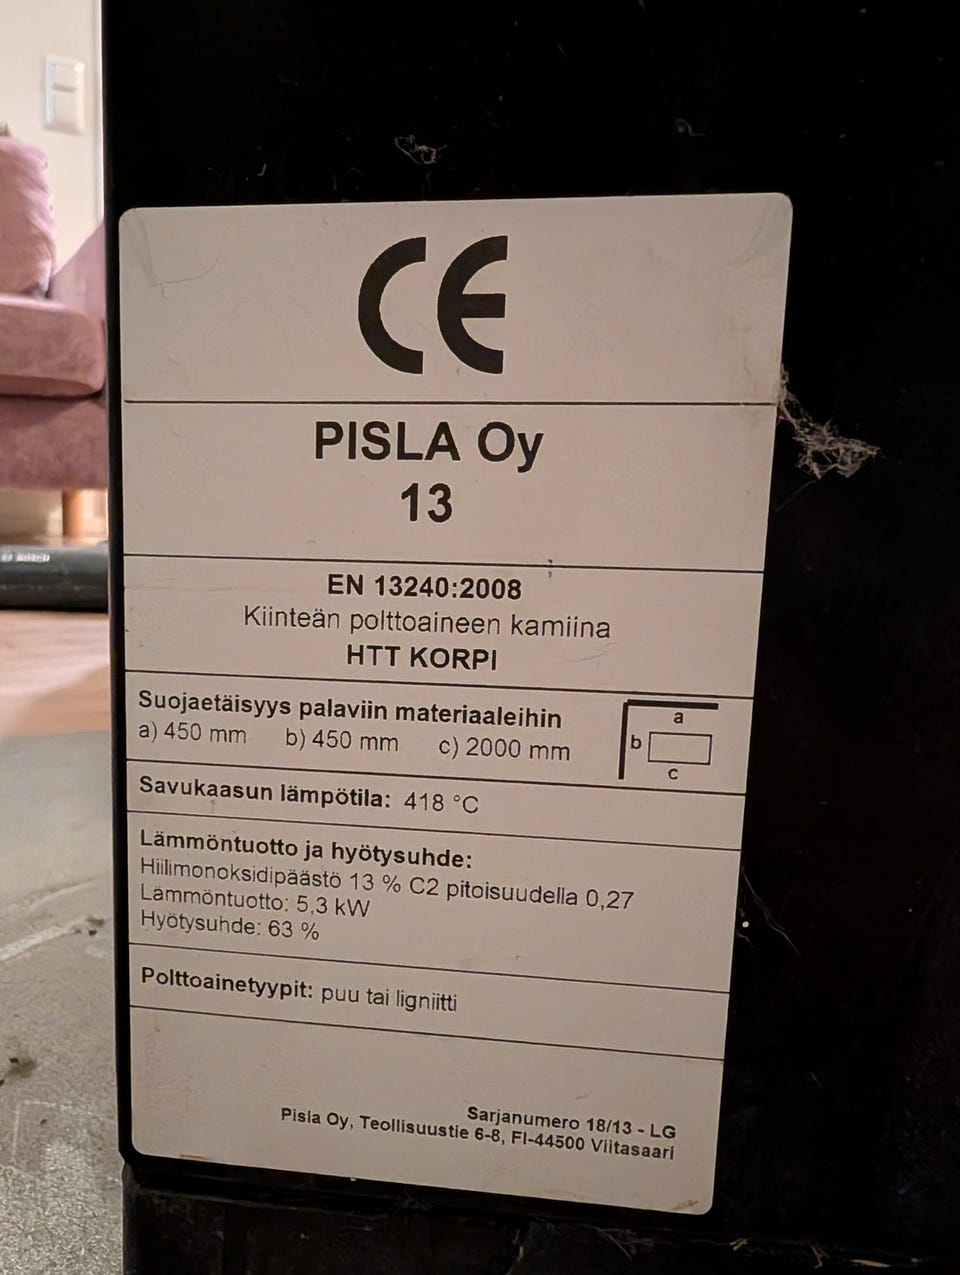 CE
PISLA Oy
13
EN 13240:2008
Kiinteän polttoaineen kamiina
HTT KORPI
Suojaetäisyys palaviin materiaaleihin
a) 450 mm b) 450 mm c) 2000 mm
a
b
c
Savukaasun lämpötila: 418 °C
Lämmöntuotto ja hyötysuhde:
Hiilimonoksidipäästö 13 % C2 pitoisuudella 0,27
Lämmöntuotto: 5,3 kW
Hyötysuhde: 63 %
Polttoainetyypit: puu tai ligniitti
Sarjanumero 18/13 - LG
Pisla Oy, Teollisuustie 6-8, FI-44500 Viitasaari